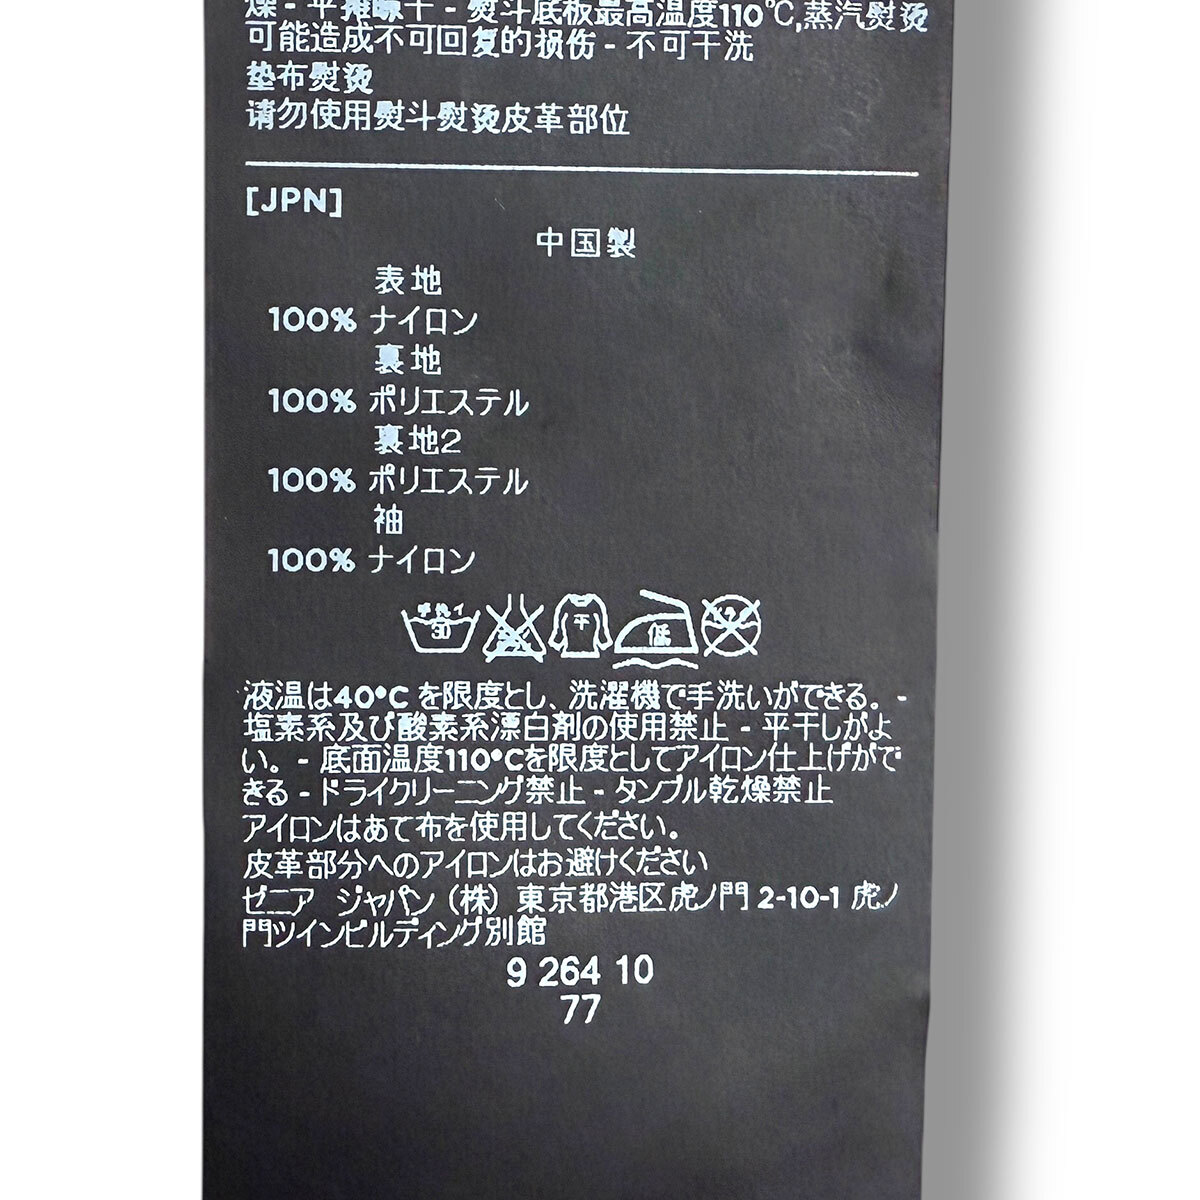 燥 - 平摊晾干 - 熨斗底板最高温度110℃,蒸汽熨烫
可能造成不可回复的损伤 - 不可干洗
垫布熨烫
请勿使用熨斗熨烫皮革部位
[JPN]
中国製
表地
100% ナイロン
裏地
100% ポリエステル
裏地2
100% ポリエステル
袖
100% ナイロン
手洗イ
30
平
低
液温は40°C を限度とし、洗濯機で手洗いができる。 -
塩素系及び酸素系漂白剤の使用禁止 - 平干しがよ
い。 - 底面温度110°Cを限度としてアイロン仕上げがで
きる - ドライクリーニング禁止 - タンブル乾燥禁止
アイロンはあて布を使用してください。
皮革部分へのアイロンはお避けください
ゼニア ジャパン (株) 東京都港区虎ノ門 2-10-1 虎ノ
門ツインビルディング別館
9 264 10
77